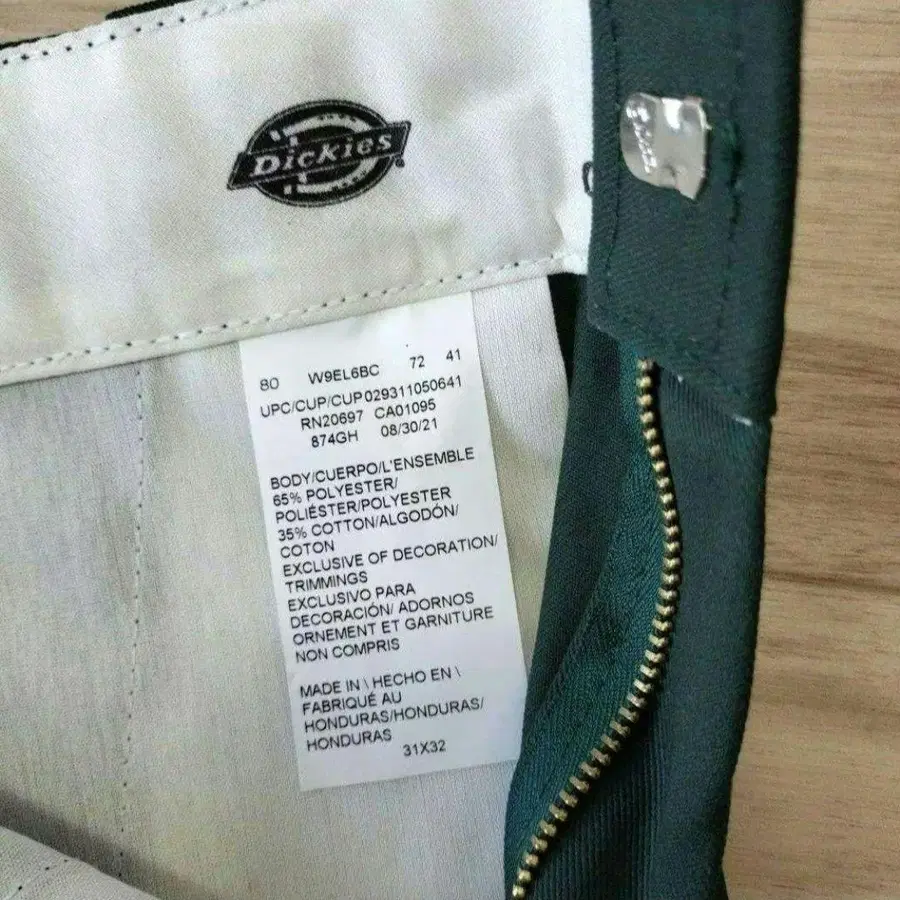 Dickies
80 W9EL6BC 72 41
UPC/CUP/CUP 029311050641
RN20697 CA01095
874GH 08/30/21
BODY/CUERPO/L'ENSEMBLE
65% POLYESTER/
POLIÉSTER/POLYESTER
35% COTTON/ALGODÓN/
COTON
EXCLUSIVE OF DECORATION/
TRIMMINGS
EXCLUSIVO PARA
DECORACIÓN/ ADORNOS
ORNEMENT ET GARNITURE
NON COMPRIS
MADE IN \ HECHO EN \
FABRIQUÉ AU
HONDURAS/HONDURAS/
HONDURAS
31X32